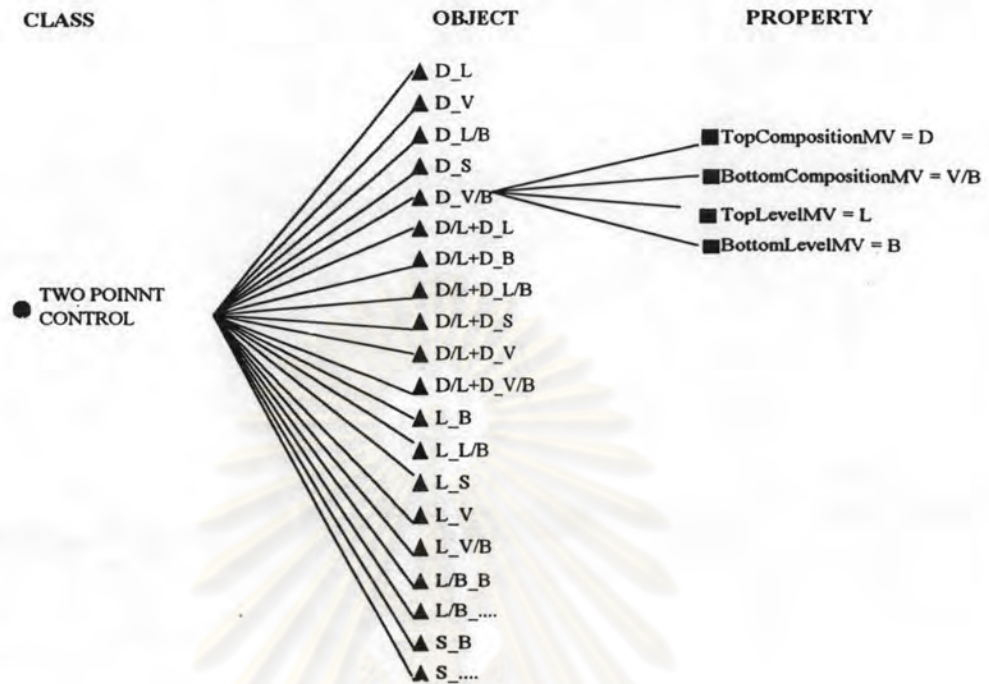 CLASS OBJECT PROPERTY
D_L
D_V
D_L/B
D_S
D_V/B
D/L+D_L
D/L+D_B
D/L+D_L/B
D/L+D_S
D/L+D_V
D/L+D_V/B
L_B
L_L/B
L_S
L_V
L_V/B
L/B_B
L/B_....
S_B
S_....
TWO POINNT
CONTROL
TopCompositionMV = D
BottomCompositionMV = V/B
TopLevelMV = L
BottomLevelMV = B